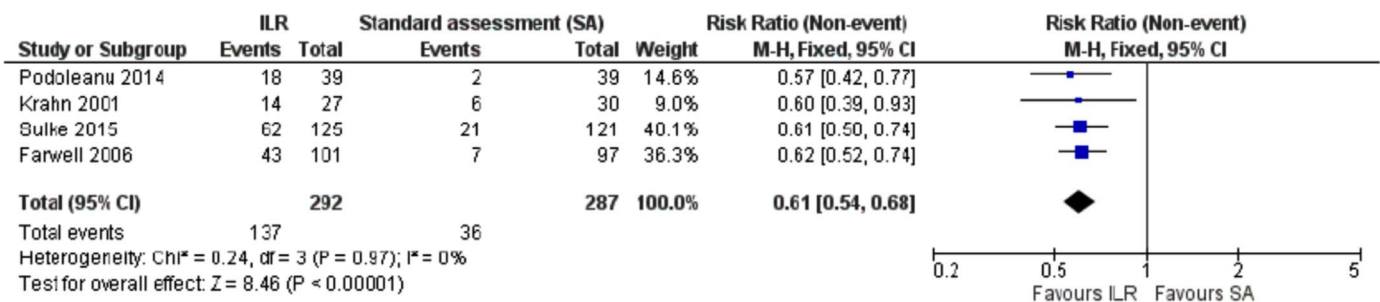 ILR Standard assessment (SA) Risk Ratio (Non-event) Risk Ratio (Non-event)
Study or Subgroup Events Total Events Total Weight M-H, Fixed, 95% CI M-H, Fixed, 95% CI
Podoleanu 2014 18 39 2 39 14.6% 0.57 [0.42, 0.77]
Krahn 2001 14 27 6 30 9.0% 0.60 [0.39, 0.93]
Sulke 2015 62 125 21 121 40.1% 0.61 [0.50, 0.74]
Farwell 2006 43 101 7 97 36.3% 0.62 [0.52, 0.74]
Total (95% CI) 292 287 100.0% 0.61 [0.54, 0.68]
Total events 137 36
Heterogeneity: Chi² = 0.24, df = 3 (P = 0.97); I² = 0%
Test for overall effect: Z = 8.46 (P < 0.00001)
0.2 0.5 1 2 5
Favours ILR Favours SA